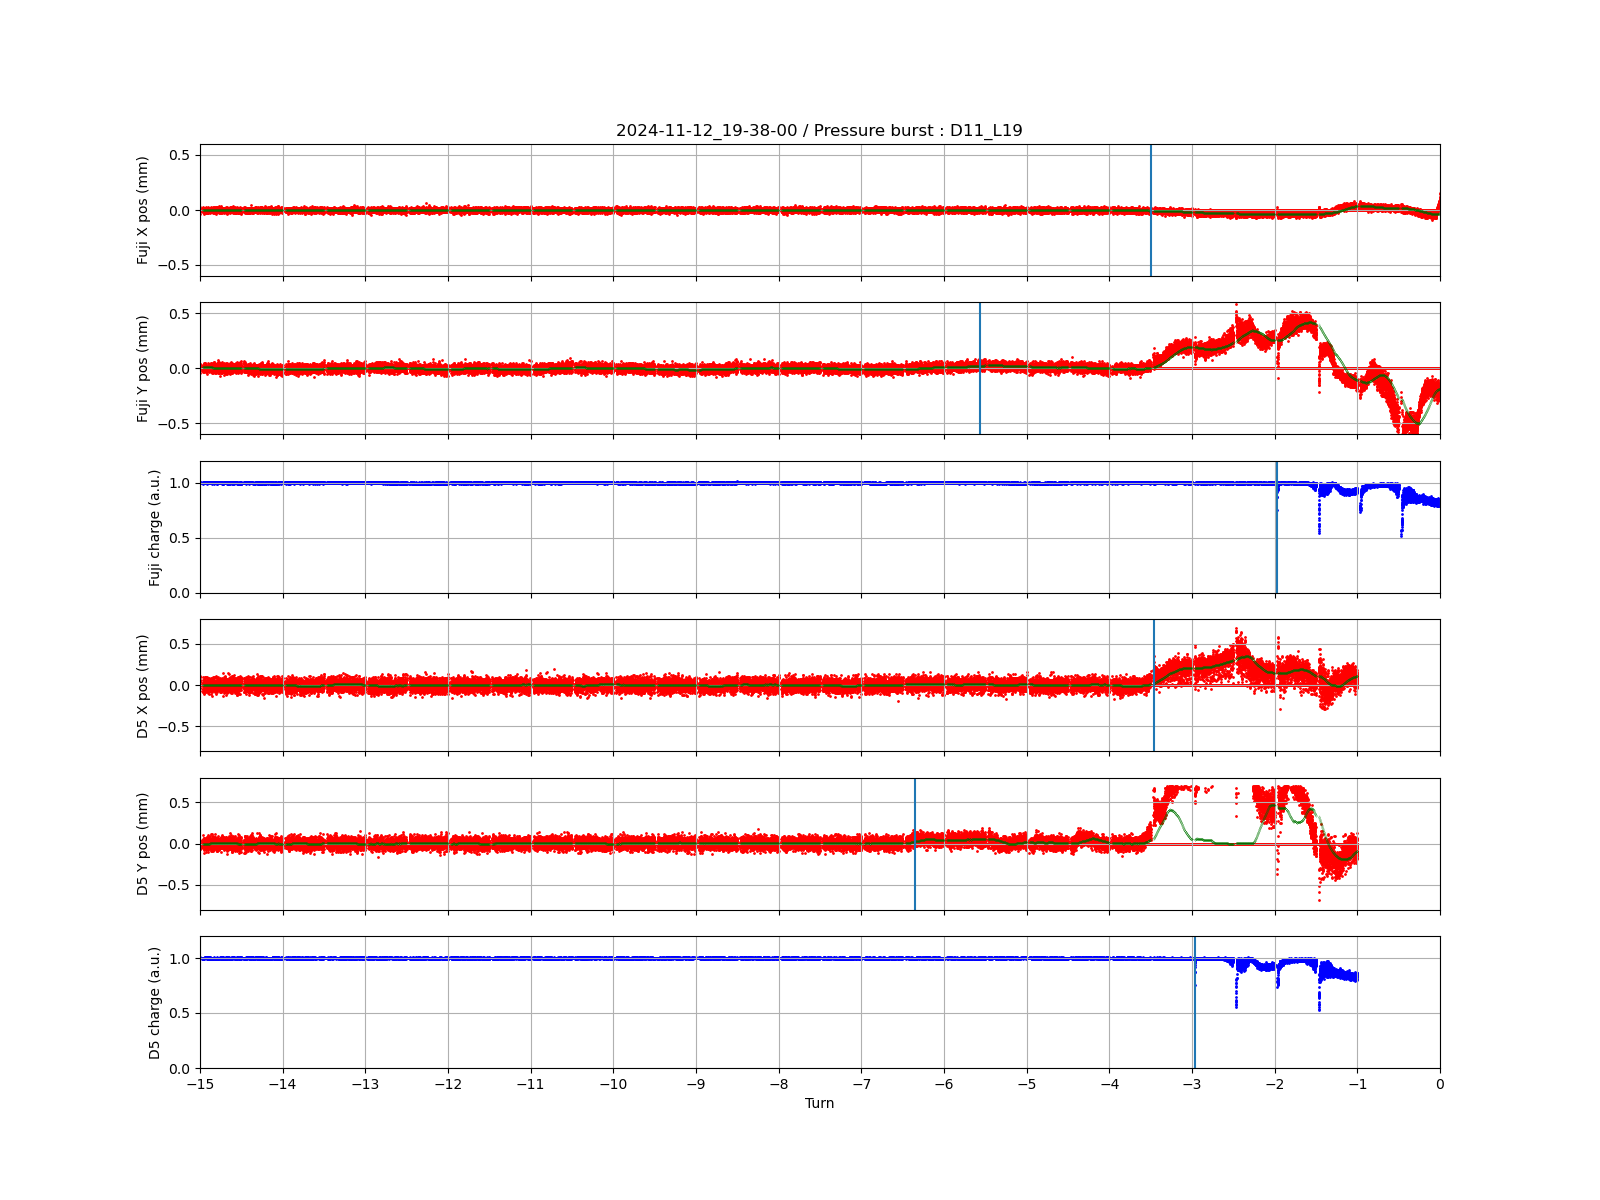 2024-11-12_19-38-00 / Pressure burst : D11_L19
Fuji X pos (mm)
0.5
0.0
−0.5
Fuji Y pos (mm)
0.5
0.0
−0.5
Fuji charge (a.u.)
1.0
0.5
0.0
D5 X pos (mm)
0.5
0.0
−0.5
D5 Y pos (mm)
0.5
0.0
−0.5
D5 charge (a.u.)
1.0
0.5
0.0
−15 −14 −13 −12 −11 −10 −9 −8 −7 −6 −5 −4 −3 −2 −1 0
Turn